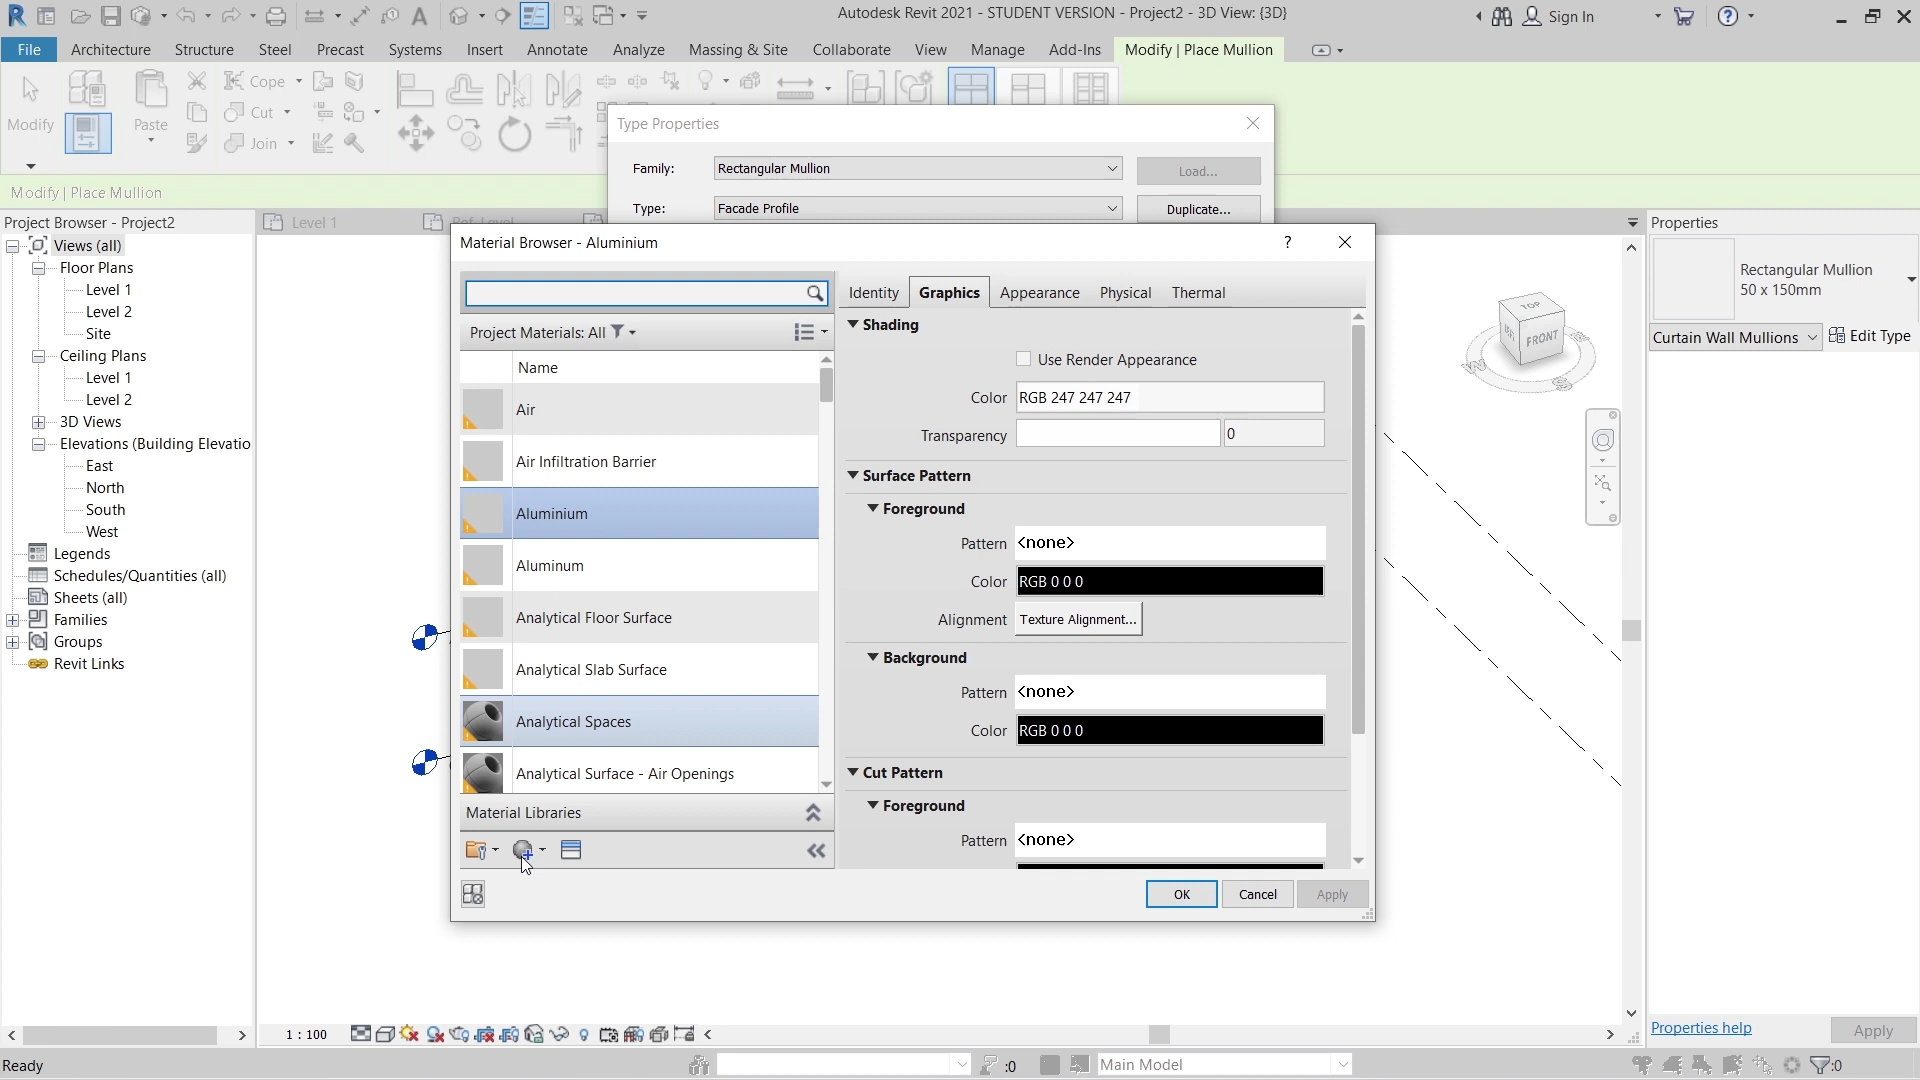 Autodesk Revit 2021 - STUDENT VERSION - Project2 - 3D View: {3D}
Sign In
File Architecture Structure Steel Precast Systems Insert Annotate Analyze Massing & Site Collaborate View Manage Add-Ins Modify | Place Mullion
Modify
Paste
Cope
Cut
Join
Modify | Place Mullion
Type Properties
Family: Rectangular Mullion Load...
Type: Facade Profile Duplicate...
Project Browser - Project2
Views (all)
Floor Plans
Level 1
Level 2
Site
Ceiling Plans
Level 1
Level 2
3D Views
Elevations (Building Elevatio
East
North
South
West
Legends
Schedules/Quantities (all)
Sheets (all)
Families
Groups
Revit Links
Level 1
Material Browser - Aluminium
?
Project Materials: All
Name
Air
Air Infiltration Barrier
Aluminium
Aluminum
Analytical Floor Surface
Analytical Slab Surface
Analytical Spaces
Analytical Surface - Air Openings
Material Libraries
Identity Graphics Appearance Physical Thermal
Shading
Use Render Appearance
Color RGB 247 247 247
Transparency 0
Surface Pattern
Foreground
Pattern <none>
Color RGB 0 0 0
Alignment Texture Alignment...
Background
Pattern <none>
Color RGB 0 0 0
Cut Pattern
Foreground
Pattern <none>
OK Cancel Apply
TOP
FRONT
W
S
Properties
Rectangular Mullion
50 x 150mm
Curtain Wall Mullions Edit Type
Properties help Apply
1 : 100
Ready
:0
Main Model
:0